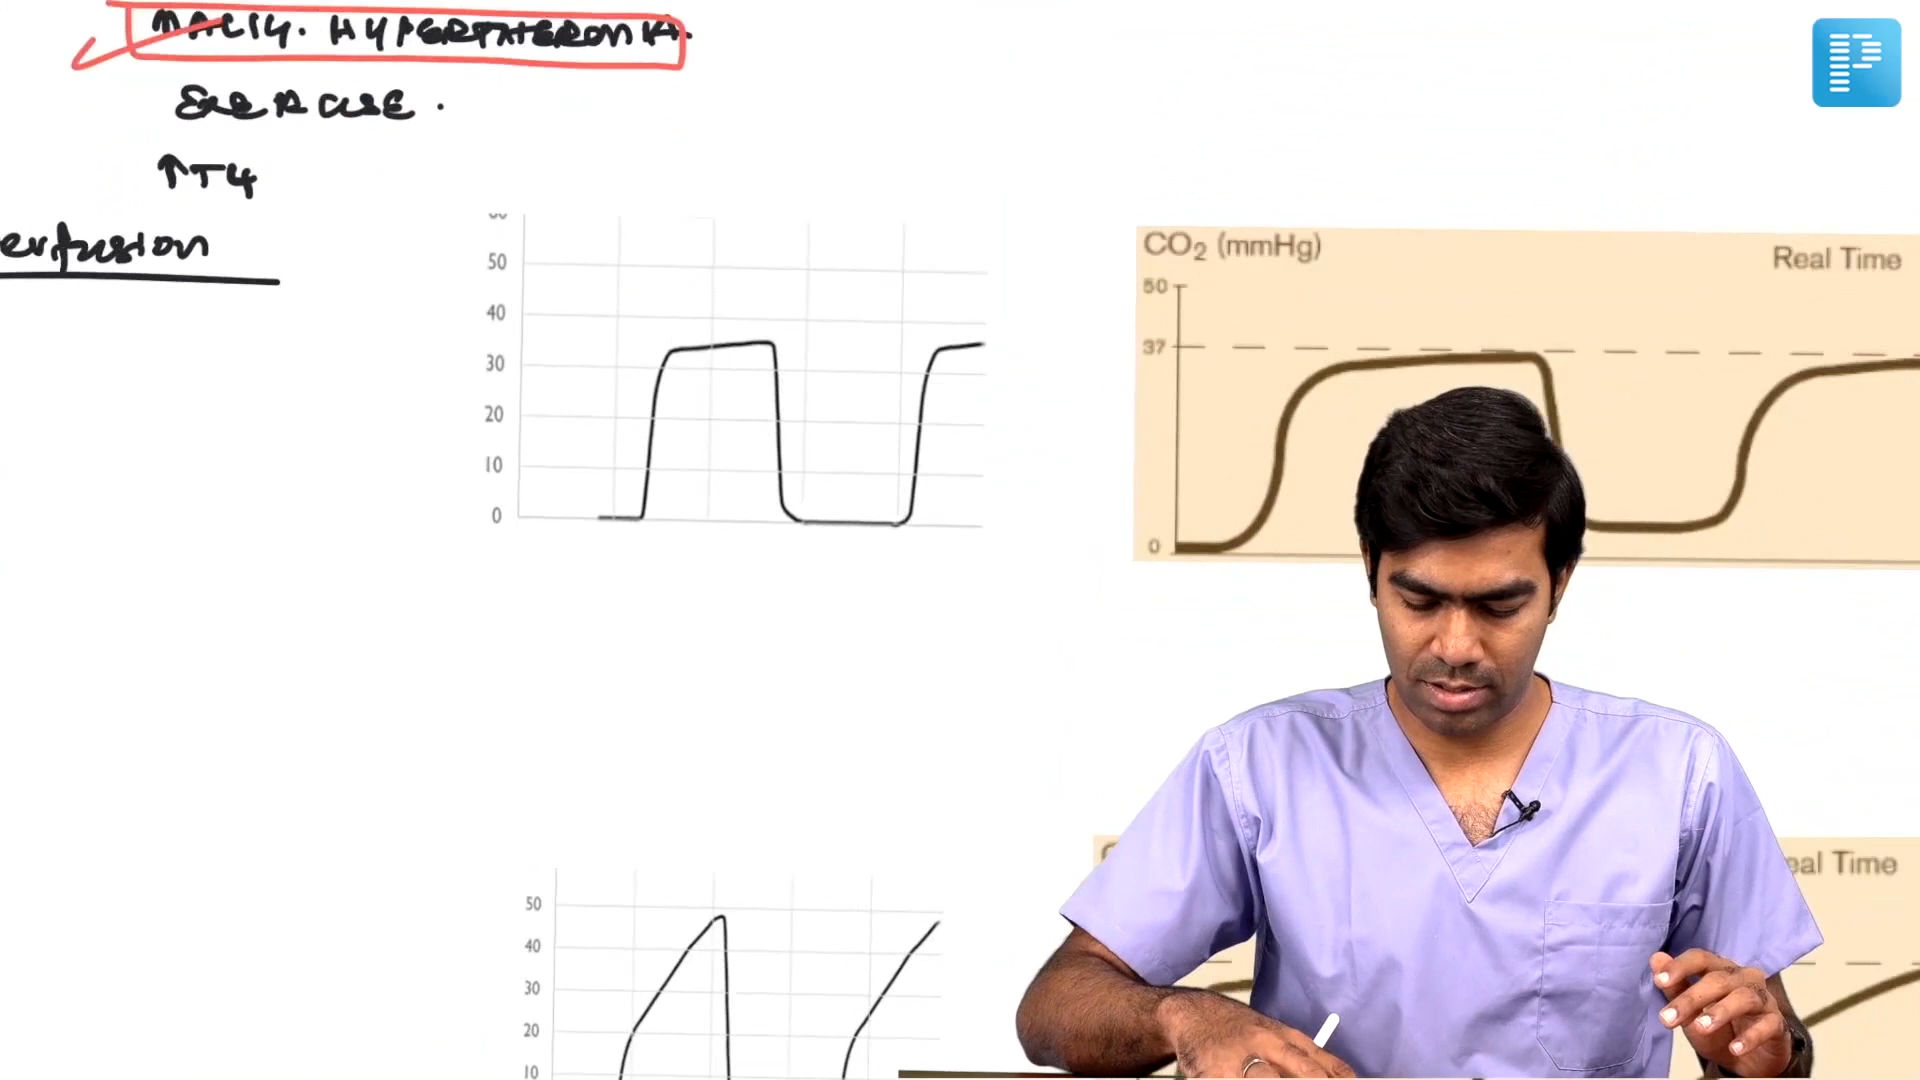 MALIG. HYPERTHERMIA.
EXERCISE.
↑T4
erfusion
50
40
30
20
10
0
CO₂ (mmHg)
Real Time
50
37
0
50
40
30
20
10
eal Time
P